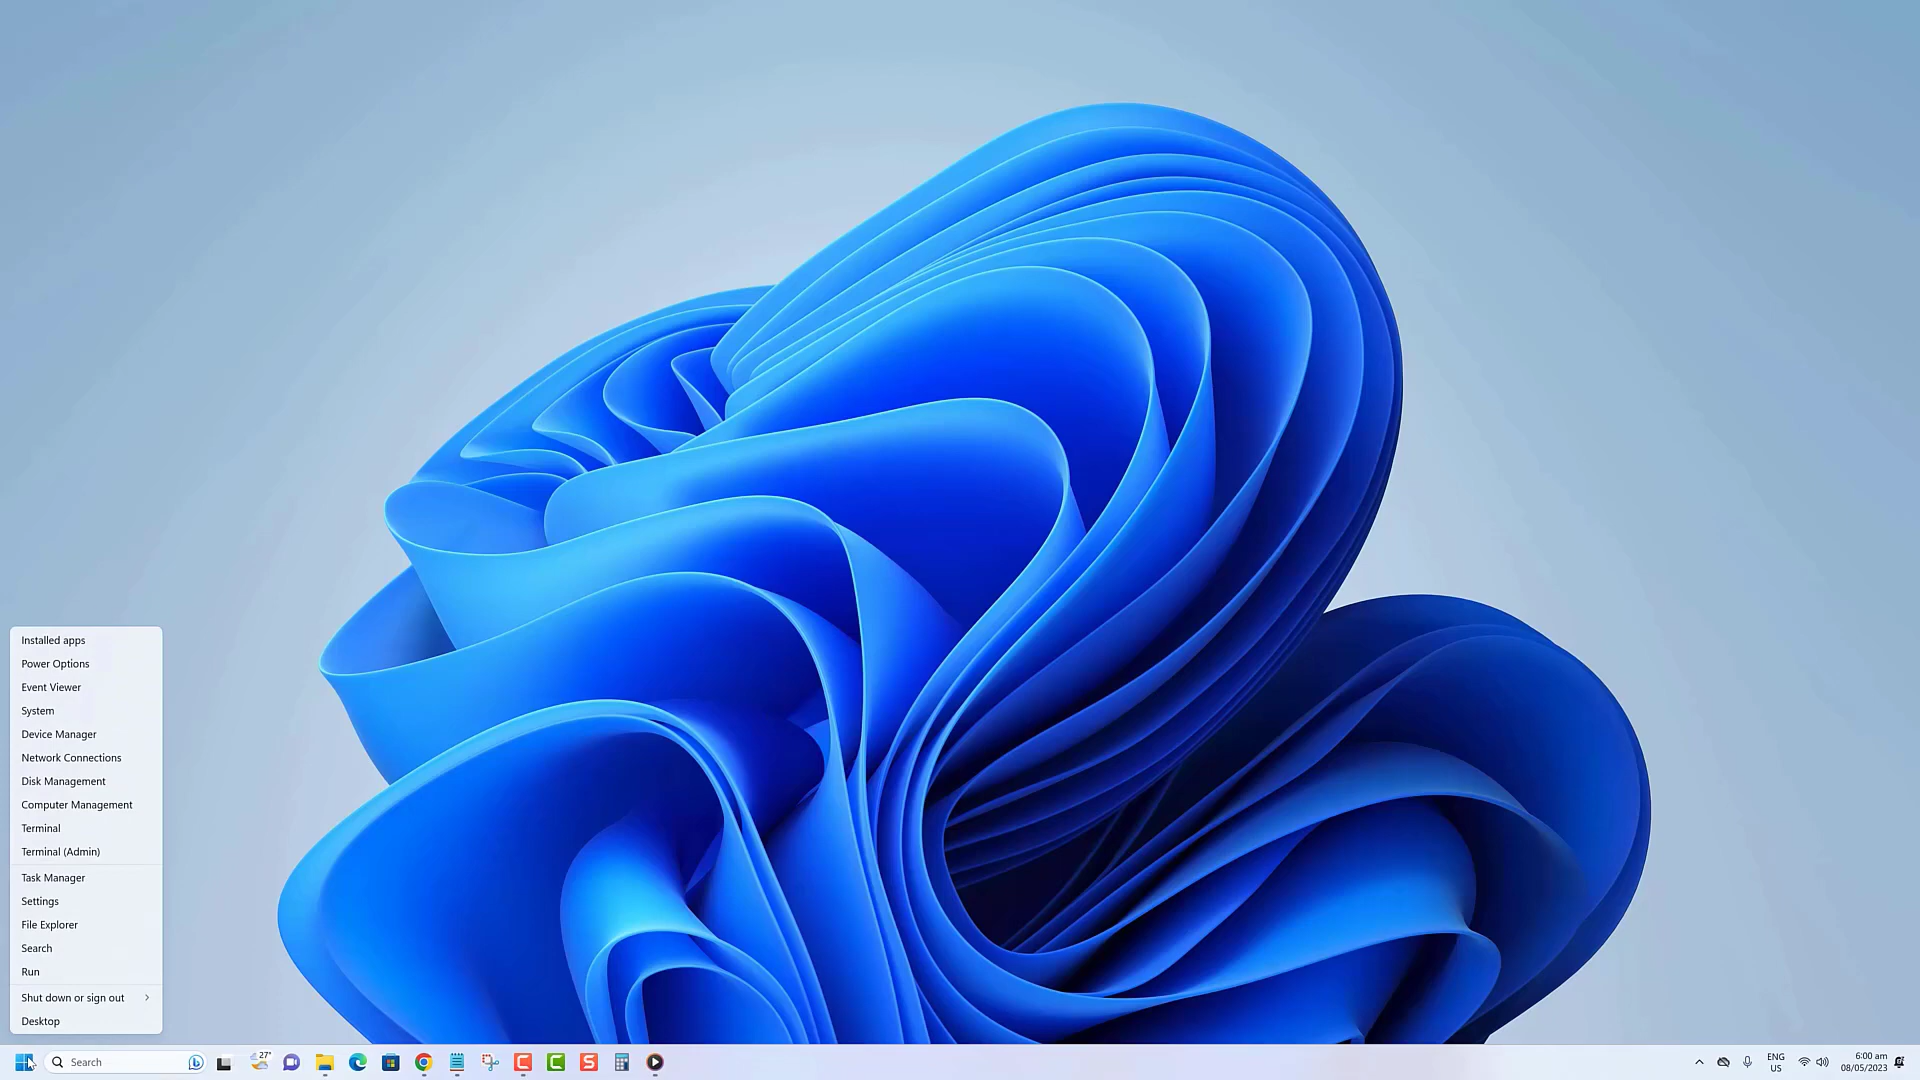 Installed apps
Power Options
Event Viewer
System
Device Manager
Network Connections
Disk Management
Computer Management
Terminal
Terminal (Admin)
Task Manager
Settings
File Explorer
Search
Run
Shut down or sign out
Desktop
Search
27°
ENG
US
6:00 am
08/05/2023